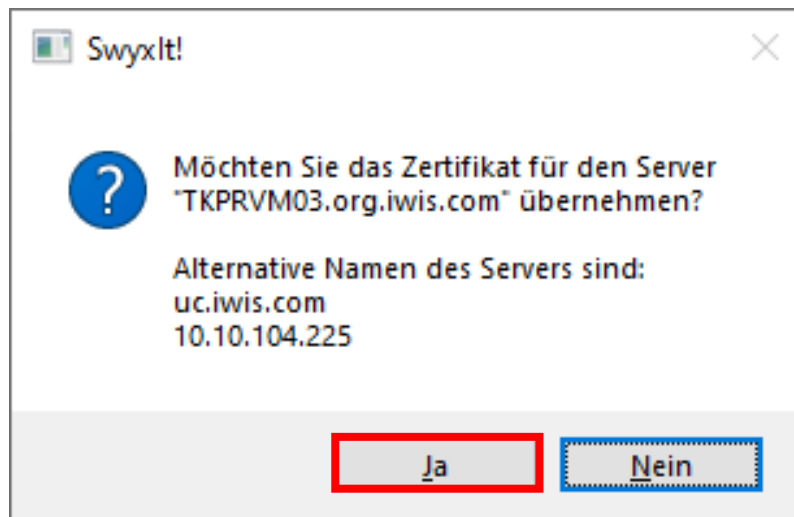 SwyxIt!
Möchten Sie das Zertifikat für den Server
"TKPRVM03.org.iwis.com" übernehmen?
Alternative Namen des Servers sind:
uc.iwis.com
10.10.104.225
Ja
Nein